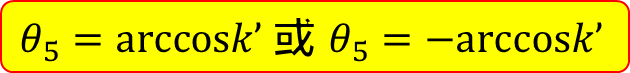 θ₅ = arccosk’ 或 θ₅ = −arccosk’